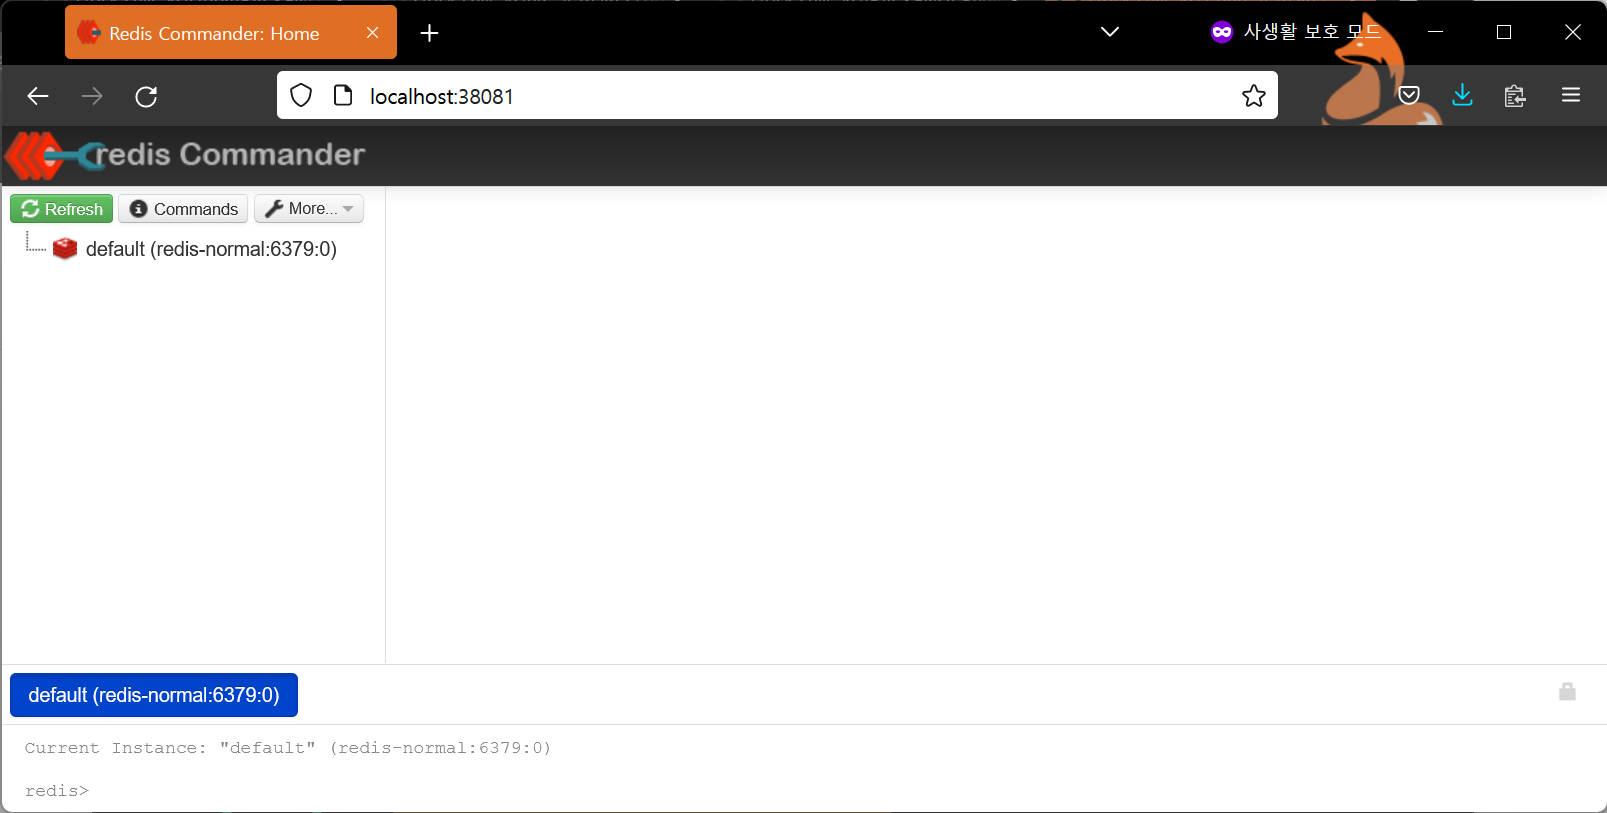 Redis Commander: Home
사생활 보호 모드
localhost:38081
redis Commander
Refresh Commands More...
default (redis-normal:6379:0)
default (redis-normal:6379:0)
Current Instance: "default" (redis-normal:6379:0)
redis>